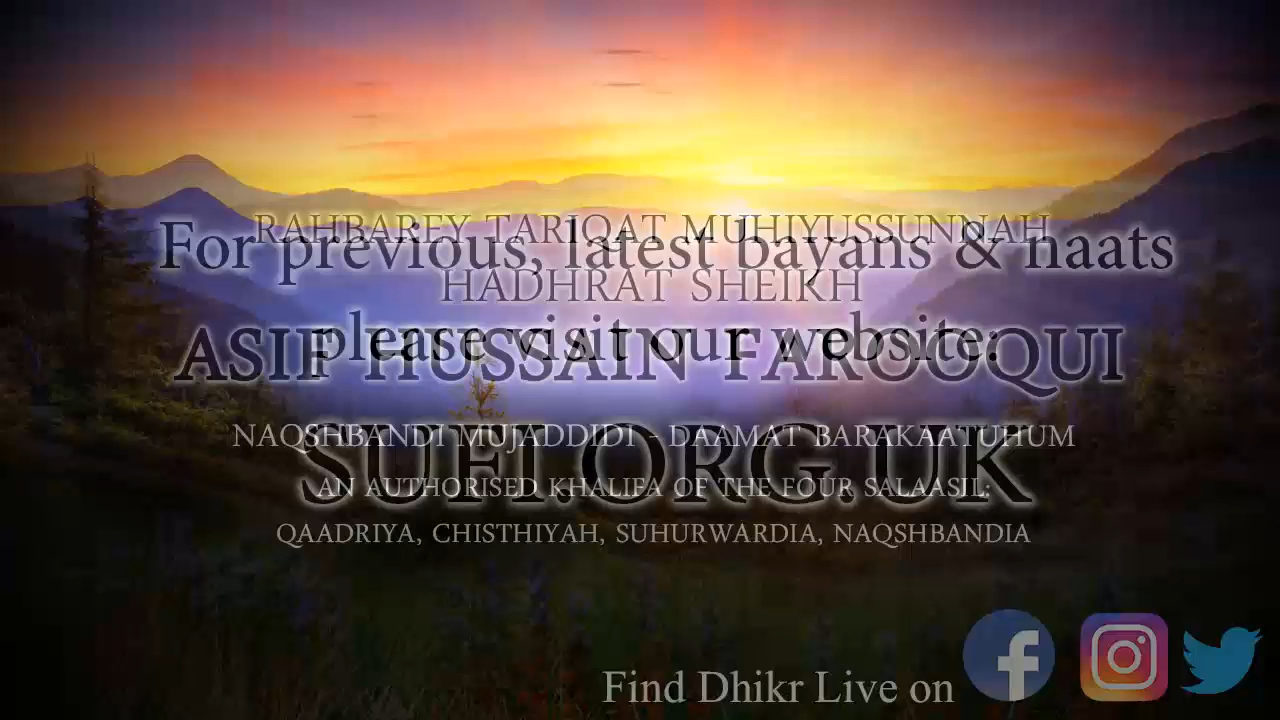 RAHBAREY TARIQAT MUHIYUSSUNNAH
For previous, latest bayans & naats
HADHRAT SHEIKH
please visit our website:
ASIF HUSSAIN FAROOQUI
NAQSHBANDI MUJADDIDI - DAAMAT BARAKAATUHUM
SUFI.ORG.UK
AN AUTHORISED KHALIFA OF THE FOUR SALAASIL:
QAADRIYA, CHISTHIYAH, SUHURWARDIA, NAQSHBANDIA
Find Dhikr Live on